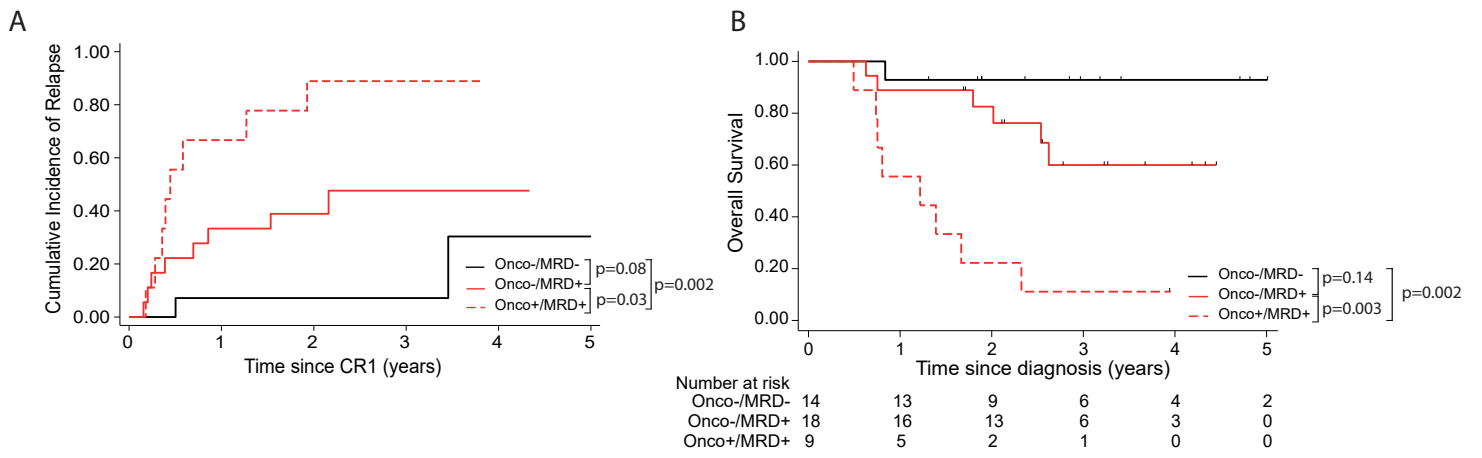 A
Cumulative Incidence of Relapse
1.00
0.80
0.60
0.40
0.20
0.00
0 1 2 3 4 5
Time since CR1 (years)
Onco-/MRD-
Onco-/MRD+
Onco+/MRD+
p=0.08
p=0.03
p=0.002
B
Overall Survival
1.00
0.80
0.60
0.40
0.20
0.00
0 1 2 3 4 5
Time since diagnosis (years)
Onco-/MRD-
Onco-/MRD+
Onco+/MRD+
p=0.14
p=0.003
p=0.002
Number at risk
Onco-/MRD- 14 13 9 6 4 2
Onco-/MRD+ 18 16 13 6 3 0
Onco+/MRD+ 9 5 2 1 0 0